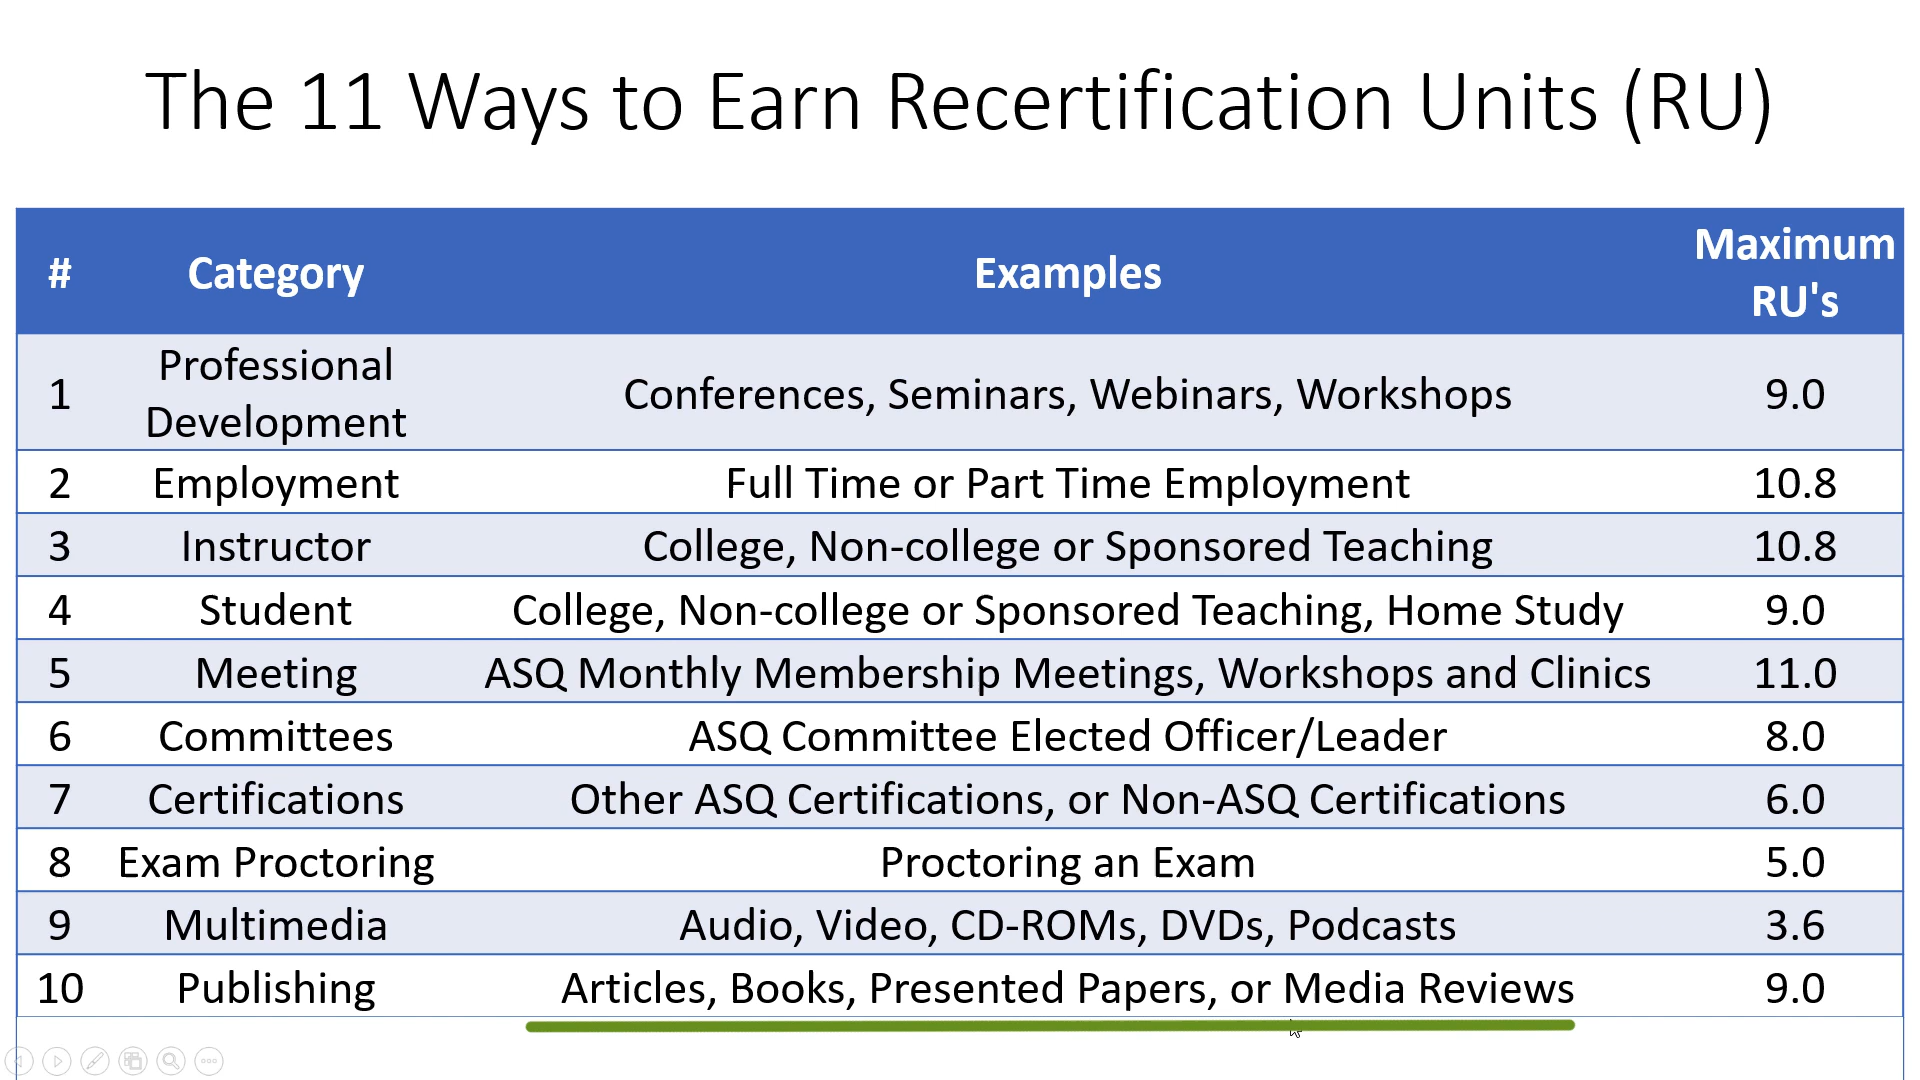 The 11 Ways to Earn Recertification Units (RU)
# Category Examples Maximum RU's
1 Professional Development Conferences, Seminars, Webinars, Workshops 9.0
2 Employment Full Time or Part Time Employment 10.8
3 Instructor College, Non-college or Sponsored Teaching 10.8
4 Student College, Non-college or Sponsored Teaching, Home Study 9.0
5 Meeting ASQ Monthly Membership Meetings, Workshops and Clinics 11.0
6 Committees ASQ Committee Elected Officer/Leader 8.0
7 Certifications Other ASQ Certifications, or Non-ASQ Certifications 6.0
8 Exam Proctoring Proctoring an Exam 5.0
9 Multimedia Audio, Video, CD-ROMs, DVDs, Podcasts 3.6
10 Publishing Articles, Books, Presented Papers, or Media Reviews 9.0